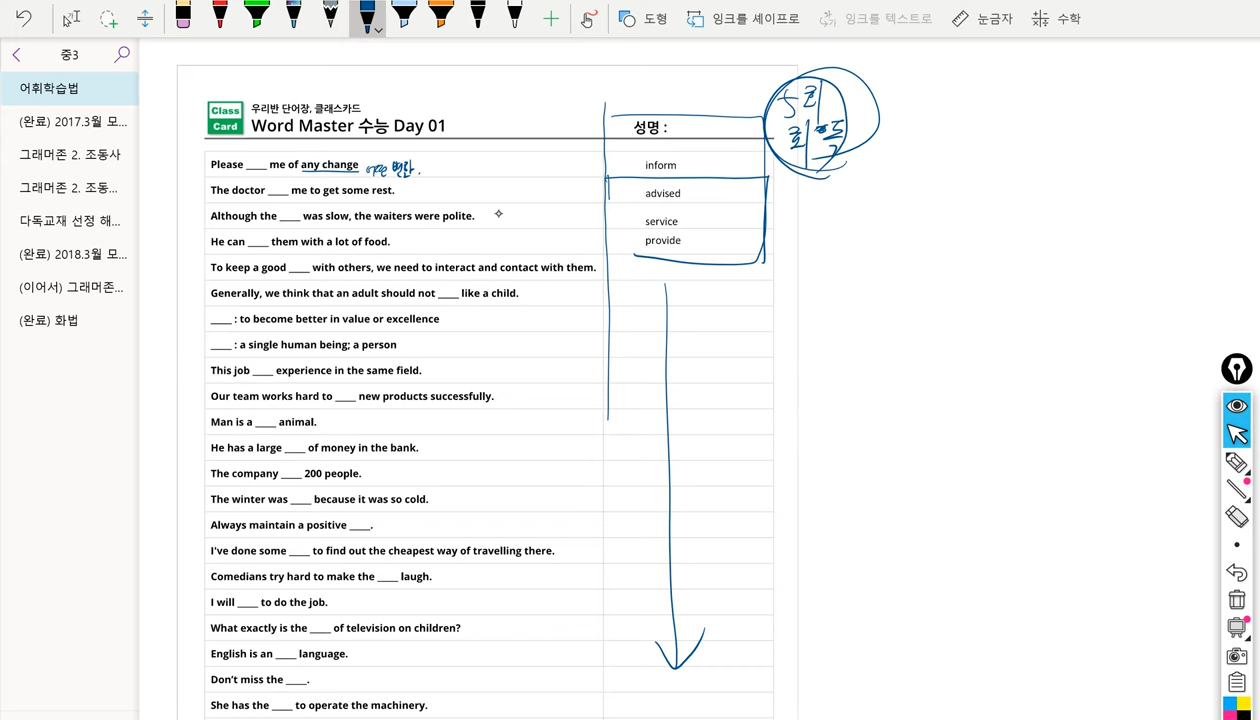 도형
잉크를 셰이프로
잉크를 텍스트로
눈금자
수학
중3
어휘학습법
(완료) 2017.3월 모...
그래머존 2. 조동사
그래머존 2. 조동...
다독교재 선정 해...
(완료) 2018.3월 모...
(이어서) 그래머존...
(완료) 화법
Class Card
우리반 단어장, 클래스카드
Word Master 수능 Day 01
성명 :
Please ____ me of any change 어떤 변화. inform
The doctor ____ me to get some rest. advised
Although the ____ was slow, the waiters were polite. service
He can ____ them with a lot of food. provide
To keep a good ____ with others, we need to interact and contact with them.
Generally, we think that an adult should not ____ like a child.
____ : to become better in value or excellence
____ : a single human being; a person
This job ____ experience in the same field.
Our team works hard to ____ new products successfully.
Man is a ____ animal.
He has a large ____ of money in the bank.
The company ____ 200 people.
The winter was ____ because it was so cold.
Always maintain a positive ____.
I've done some ____ to find out the cheapest way of travelling there.
Comedians try hard to make the ____ laugh.
I will ____ to do the job.
What exactly is the ____ of television on children?
English is an ____ language.
Don't miss the ____.
She has the ____ to operate the machinery.